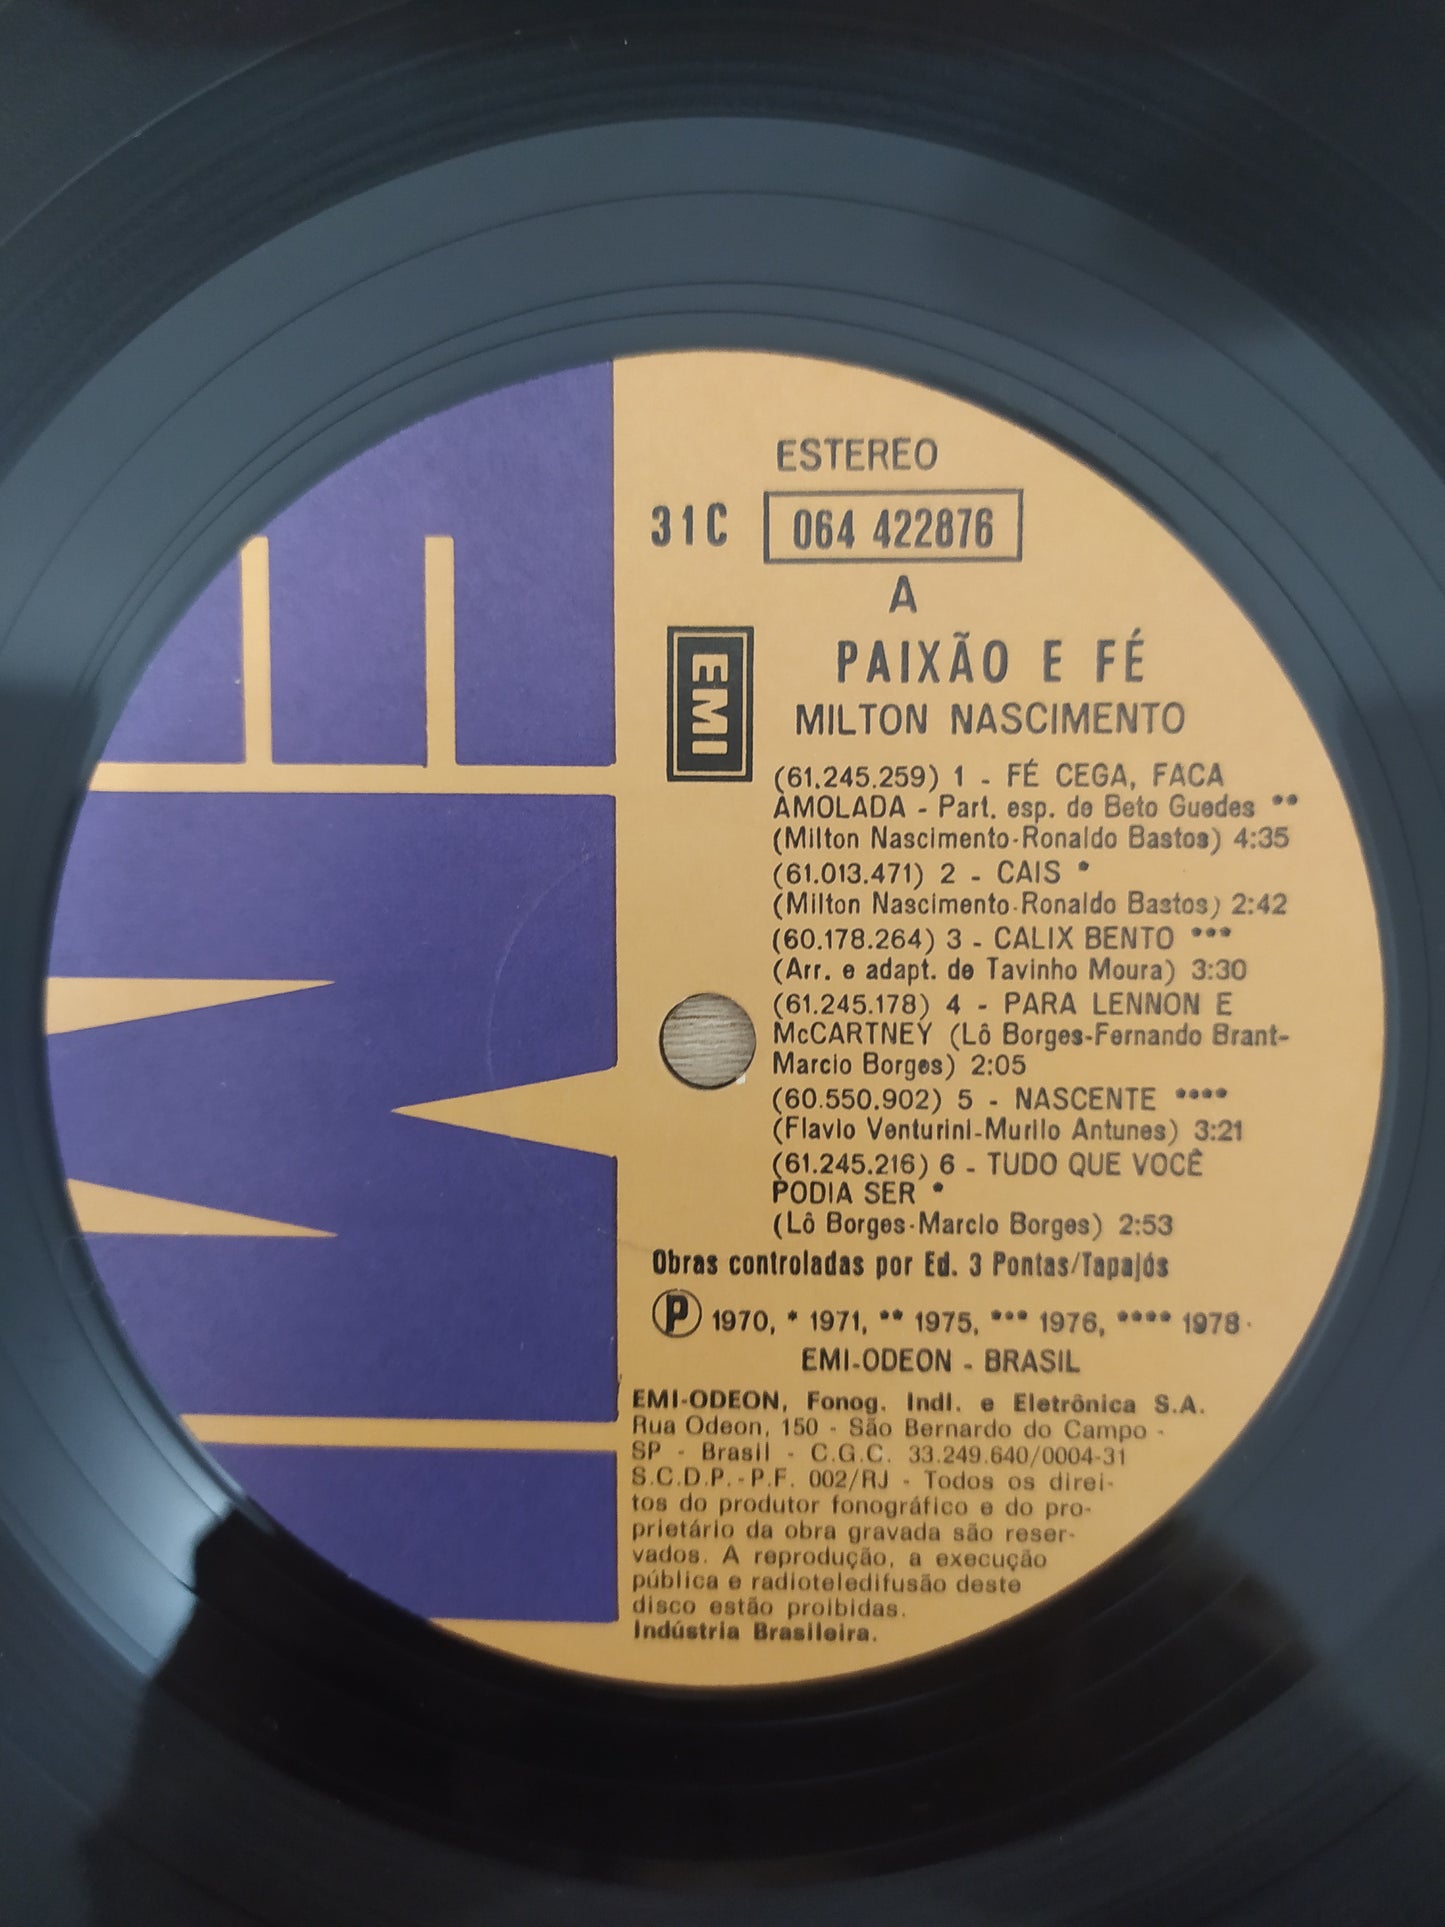 ESTEREO
31C 064 422876
A
EMI
PAIXÃO E FÉ
MILTON NASCIMENTO
(61.245.259) 1 - FÉ CEGA, FACA
AMOLADA - Part. esp. de Beto Guedes **
(Milton Nascimento-Ronaldo Bastos) 4:35
(61.013.471) 2 - CAIS *
(Milton Nascimento-Ronaldo Bastos) 2:42
(60.178.264) 3 - CALIX BENTO ***
(Arr. e adapt. de Tavinho Moura) 3:30
(61.245.178) 4 - PARA LENNON E
McCARTNEY (Lô Borges-Fernando Brant-
Marcio Borges) 2:05
(60.550.902) 5 - NASCENTE ****
(Flavio Venturini-Murilo Antunes) 3:21
(61.245.216) 6 - TUDO QUE VOCÊ
PODIA SER *
(Lô Borges-Marcio Borges) 2:53
Obras controladas por Ed. 3 Pontas/Tapajós
Ⓟ 1970, * 1971, ** 1975, *** 1976, **** 1978.
EMI-ODEON - BRASIL
EMI-ODEON, Fonog. Indl. e Eletrônica S.A.
Rua Odeon, 150 - São Bernardo do Campo -
SP - Brasil - C.G.C. 33.249.640/0004-31
S.C.D.P.-P.F. 002/RJ - Todos os direi-
tos do produtor fonográfico e do pro-
prietário da obra gravada são reser-
vados. A reprodução, a execução
pública e radioteledifusão deste
disco estão proibidas.
Indústria Brasileira.